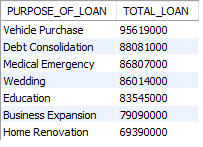 PURPOSE_OF_LOAN TOTAL_LOAN
Vehicle Purchase 95619000
Debt Consolidation 88081000
Medical Emergency 86807000
Wedding 86014000
Education 83545000
Business Expansion 79090000
Home Renovation 69390000